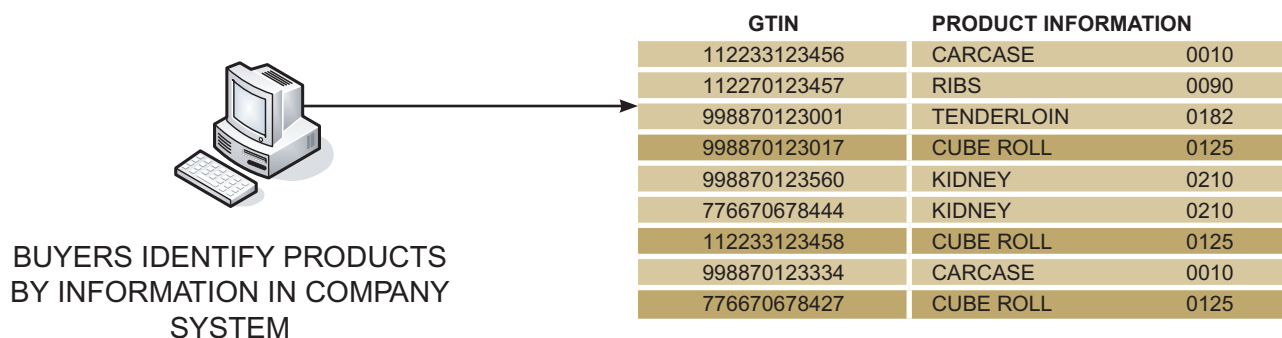 GTIN PRODUCT INFORMATION
112233123456 CARCASE 0010
112270123457 RIBS 0090
998870123001 TENDERLOIN 0182
998870123017 CUBE ROLL 0125
998870123560 KIDNEY 0210
776670678444 KIDNEY 0210
112233123458 CUBE ROLL 0125
998870123334 CARCASE 0010
776670678427 CUBE ROLL 0125
BUYERS IDENTIFY PRODUCTS
BY INFORMATION IN COMPANY
SYSTEM